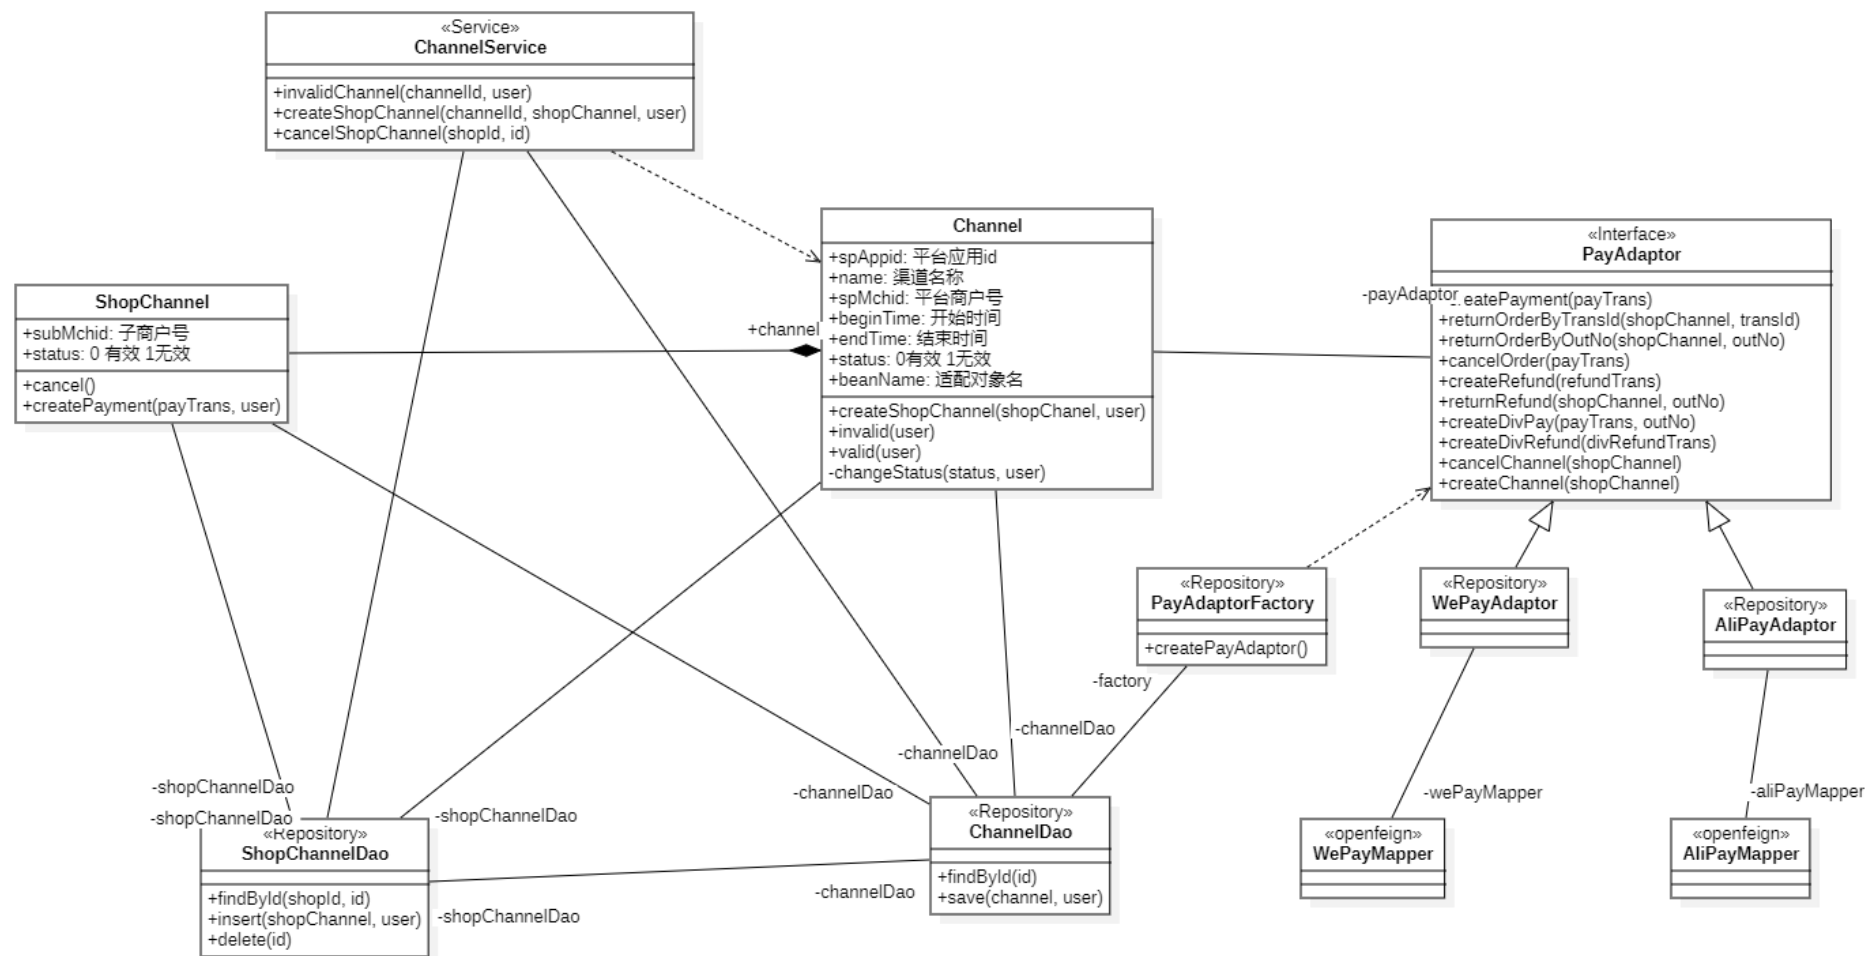 «Service»
ChannelService
+invalidChannel(channelId, user)
+createShopChannel(channelId, shopChannel, user)
+cancelShopChannel(shopId, id)
ShopChannel
+subMchid: 子商户号
+status: 0 有效 1无效
+cancel()
+createPayment(payTrans, user)
+channel
Channel
+spAppid: 平台应用id
+name: 渠道名称
+spMchid: 平台商户号
+beginTime: 开始时间
+endTime: 结束时间
+status: 0有效 1无效
+beanName: 适配对象名
+createShopChannel(shopChanel, user)
+invalid(user)
+valid(user)
-changeStatus(status, user)
«Interface»
PayAdaptor
-payAdaptor
eatePayment(payTrans)
+returnOrderByTransId(shopChannel, transId)
+returnOrderByOutNo(shopChannel, outNo)
+cancelOrder(payTrans)
+createRefund(refundTrans)
+returnRefund(shopChannel, outNo)
+createDivPay(payTrans, outNo)
+createDivRefund(divRefundTrans)
+cancelChannel(shopChannel)
+createChannel(shopChannel)
«Repository»
PayAdaptorFactory
+createPayAdaptor()
«Repository»
WePayAdaptor
«Repository»
AliPayAdaptor
-factory
-channelDao
-channelDao
-channelDao
-shopChannelDao
-shopChannelDao
-shopChannelDao
«Repository»
ShopChannelDao
+findById(shopId, id)
+insert(shopChannel, user)
+delete(id)
-channelDao
-shopChannelDao
«Repository»
ChannelDao
+findById(id)
+save(channel, user)
-wePayMapper
«openfeign»
WePayMapper
-aliPayMapper
«openfeign»
AliPayMapper